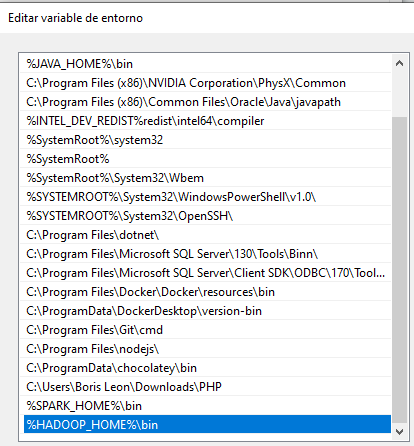 Editar variable de entorno
%JAVA_HOME%\bin
C:\Program Files (x86)\NVIDIA Corporation\PhysX\Common
C:\Program Files (x86)\Common Files\Oracle\Java\javapath
%INTEL_DEV_REDIST%redist\intel64\compiler
%SystemRoot%\system32
%SystemRoot%
%SystemRoot%\System32\Wbem
%SYSTEMROOT%\System32\WindowsPowerShell\v1.0\
%SYSTEMROOT%\System32\OpenSSH\
C:\Program Files\dotnet\
C:\Program Files\Microsoft SQL Server\130\Tools\Binn\
C:\Program Files\Microsoft SQL Server\Client SDK\ODBC\170\Tool...
C:\Program Files\Docker\Docker\resources\bin
C:\ProgramData\DockerDesktop\version-bin
C:\Program Files\Git\cmd
C:\Program Files\nodejs\
C:\ProgramData\chocolatey\bin
C:\Users\Boris Leon\Downloads\PHP
%SPARK_HOME%\bin
%HADOOP_HOME%\bin